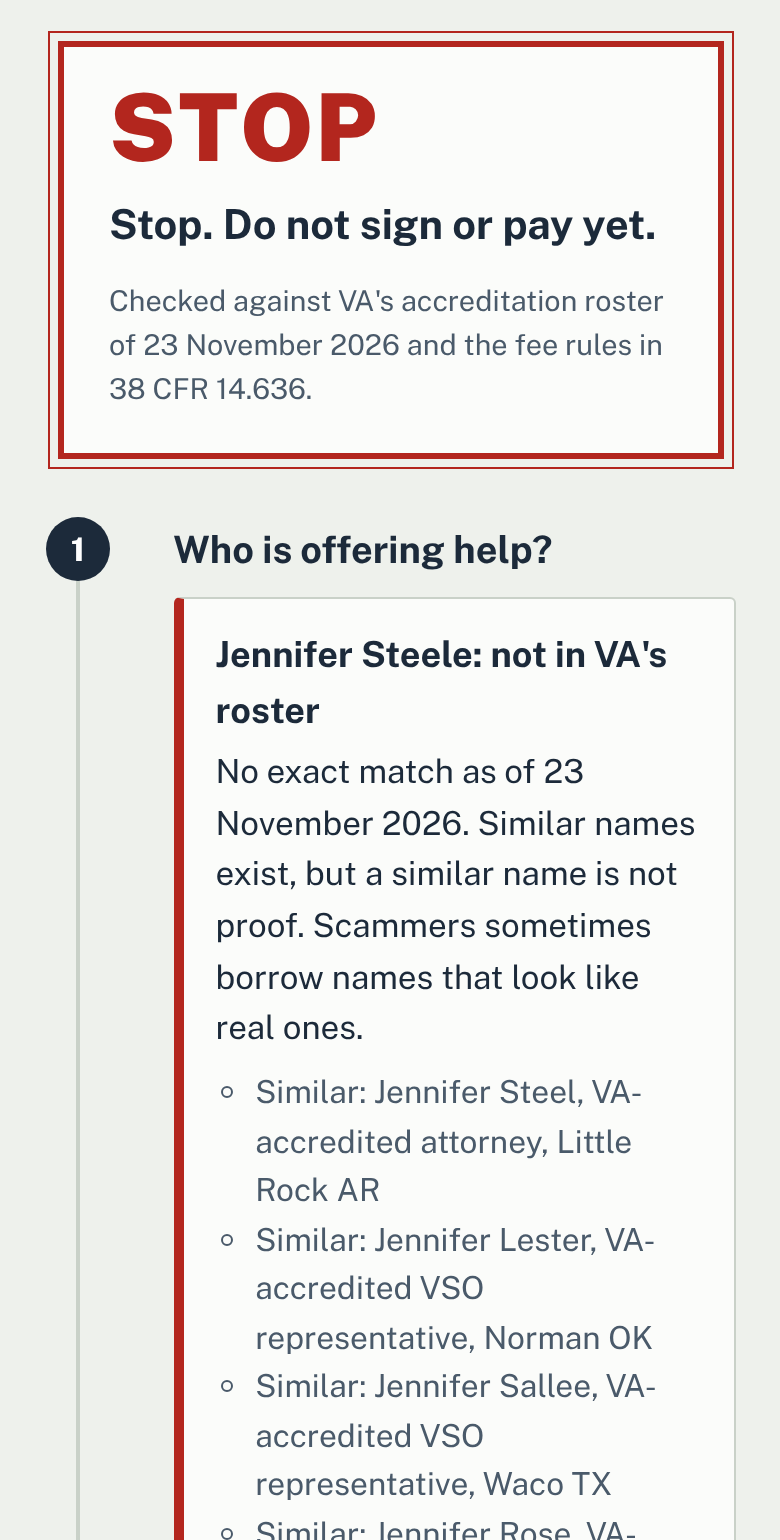 STOP
Stop. Do not sign or pay yet.
Checked against VA's accreditation roster
of 23 November 2026 and the fee rules in
38 CFR 14.636.
1
Who is offering help?
Jennifer Steele: not in VA's
roster
No exact match as of 23
November 2026. Similar names
exist, but a similar name is not
proof. Scammers sometimes
borrow names that look like
real ones.
Similar: Jennifer Steel, VA-
accredited attorney, Little
Rock AR
Similar: Jennifer Lester, VA-
accredited VSO
representative, Norman OK
Similar: Jennifer Sallee, VA-
accredited VSO
representative, Waco TX
Similar: Jennifer Rose, VA-